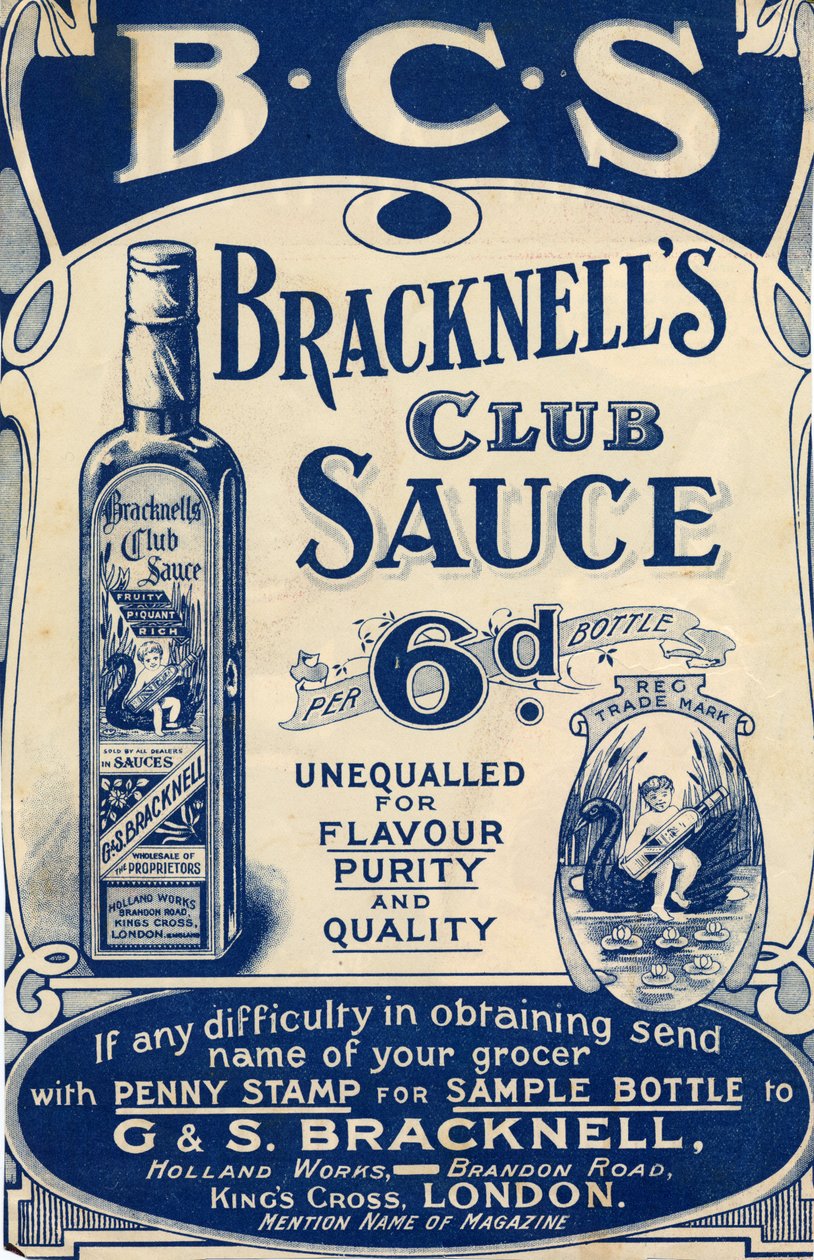 B·C·S
BRACKNELL'S
CLUB
SAUCE
PER 6d. BOTTLE
UNEQUALLED
FOR
FLAVOUR
PURITY
AND
QUALITY
Bracknells
Club
Sauce
FRUITY
PIQUANT
RICH
SOLD BY ALL DEALERS
IN SAUCES
G&S. BRACKNELL
WHOLESALE OF
THE PROPRIETORS
HOLLAND WORKS
BRANDON ROAD,
KINGS CROSS,
LONDON. ENGLAND
REG
TRADE MARK
If any difficulty in obtaining send
name of your grocer
with PENNY STAMP FOR SAMPLE BOTTLE to
G & S. BRACKNELL,
HOLLAND WORKS,—BRANDON ROAD,
KING'S CROSS, LONDON.
MENTION NAME OF MAGAZINE